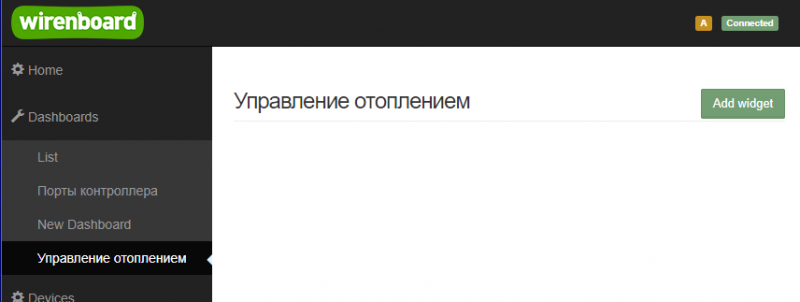 wirenboard
A Connected
Home
Управление отоплением
Add widget
Dashboards
List
Порты контроллера
New Dashboard
Управление отоплением
Devices